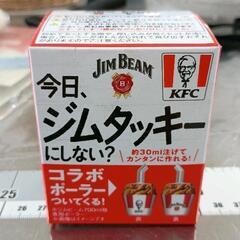 JIM BEAM
B
KFC
今日、
ジムタッキー
にしない?
約30ml注げて
カンタンに作れる!
コラボ
ポーラー
ついてくる!
25